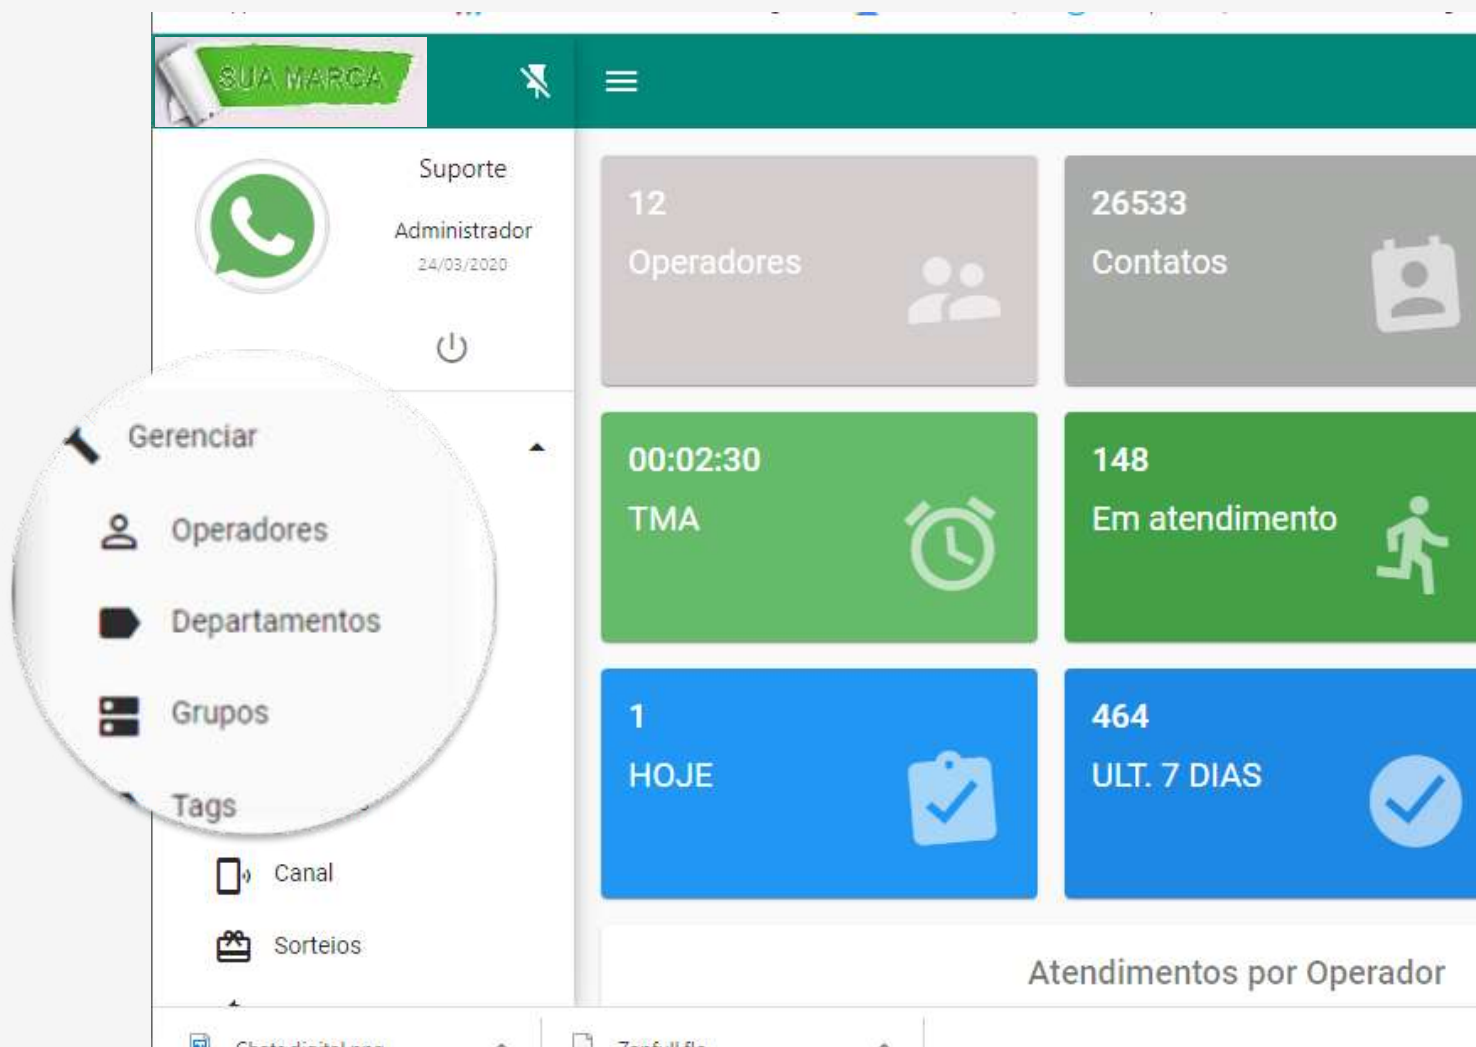 SUA MARCA
Suporte
Administrador
24/03/2020
Gerenciar
Operadores
Departamentos
Grupos
Tags
Canal
Sorteios
12
Operadores
26533
Contatos
00:02:30
TMA
148
Em atendimento
1
HOJE
464
ULT. 7 DIAS
Atendimentos por Operador